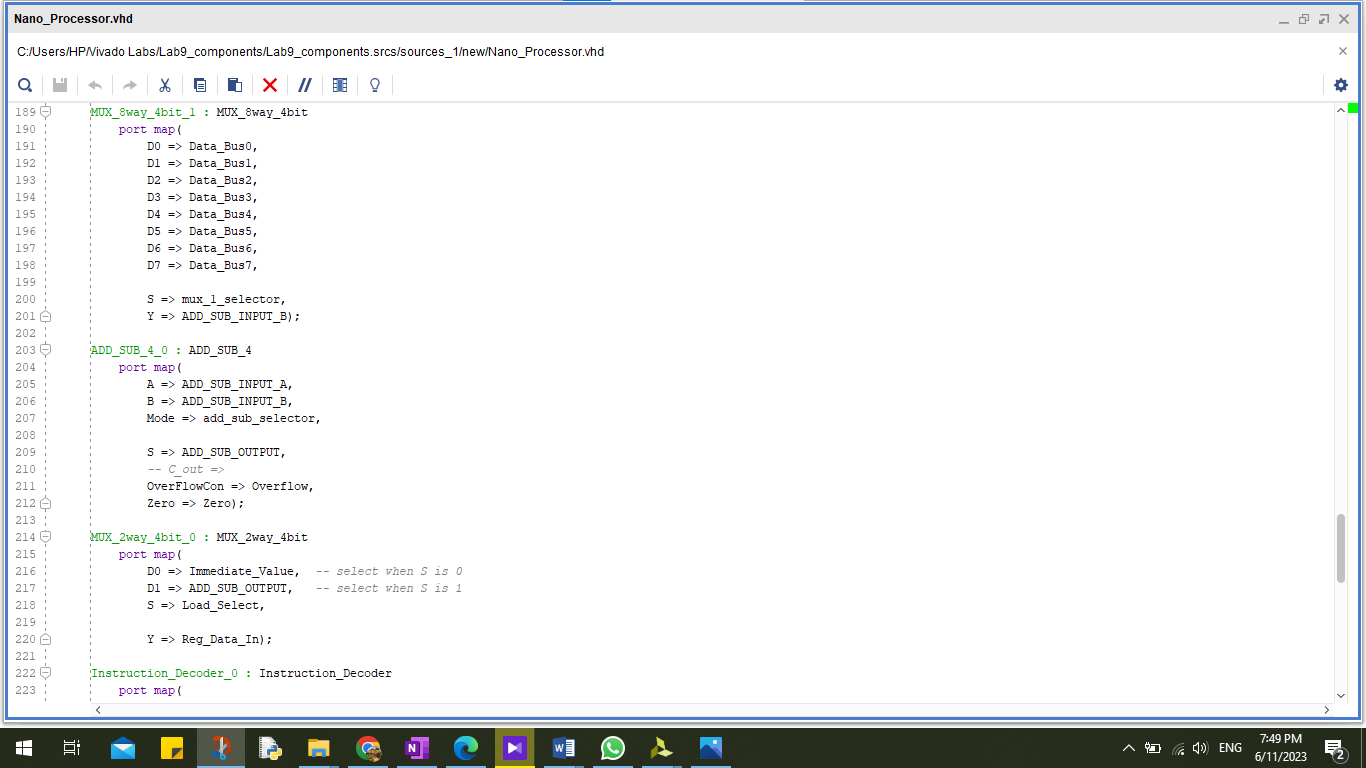 Nano_Processor.vhd
C:/Users/HP/Vivado Labs/Lab9_components/Lab9_components.srcs/sources_1/new/Nano_Processor.vhd
189 MUX_8way_4bit_1 : MUX_8way_4bit
190 port map(
191 D0 => Data_Bus0,
192 D1 => Data_Bus1,
193 D2 => Data_Bus2,
194 D3 => Data_Bus3,
195 D4 => Data_Bus4,
196 D5 => Data_Bus5,
197 D6 => Data_Bus6,
198 D7 => Data_Bus7,
199
200 S => mux_1_selector,
201 Y => ADD_SUB_INPUT_B);
202
203 ADD_SUB_4_0 : ADD_SUB_4
204 port map(
205 A => ADD_SUB_INPUT_A,
206 B => ADD_SUB_INPUT_B,
207 Mode => add_sub_selector,
208
209 S => ADD_SUB_OUTPUT,
210 -- C_out =>
211 OverFlowCon => Overflow,
212 Zero => Zero);
213
214 MUX_2way_4bit_0 : MUX_2way_4bit
215 port map(
216 D0 => Immediate_Value, -- select when S is 0
217 D1 => ADD_SUB_OUTPUT, -- select when S is 1
218 S => Load_Select,
219
220 Y => Reg_Data_In);
221
222 Instruction_Decoder_0 : Instruction_Decoder
223 port map(
ENG
7:49 PM
6/11/2023
2